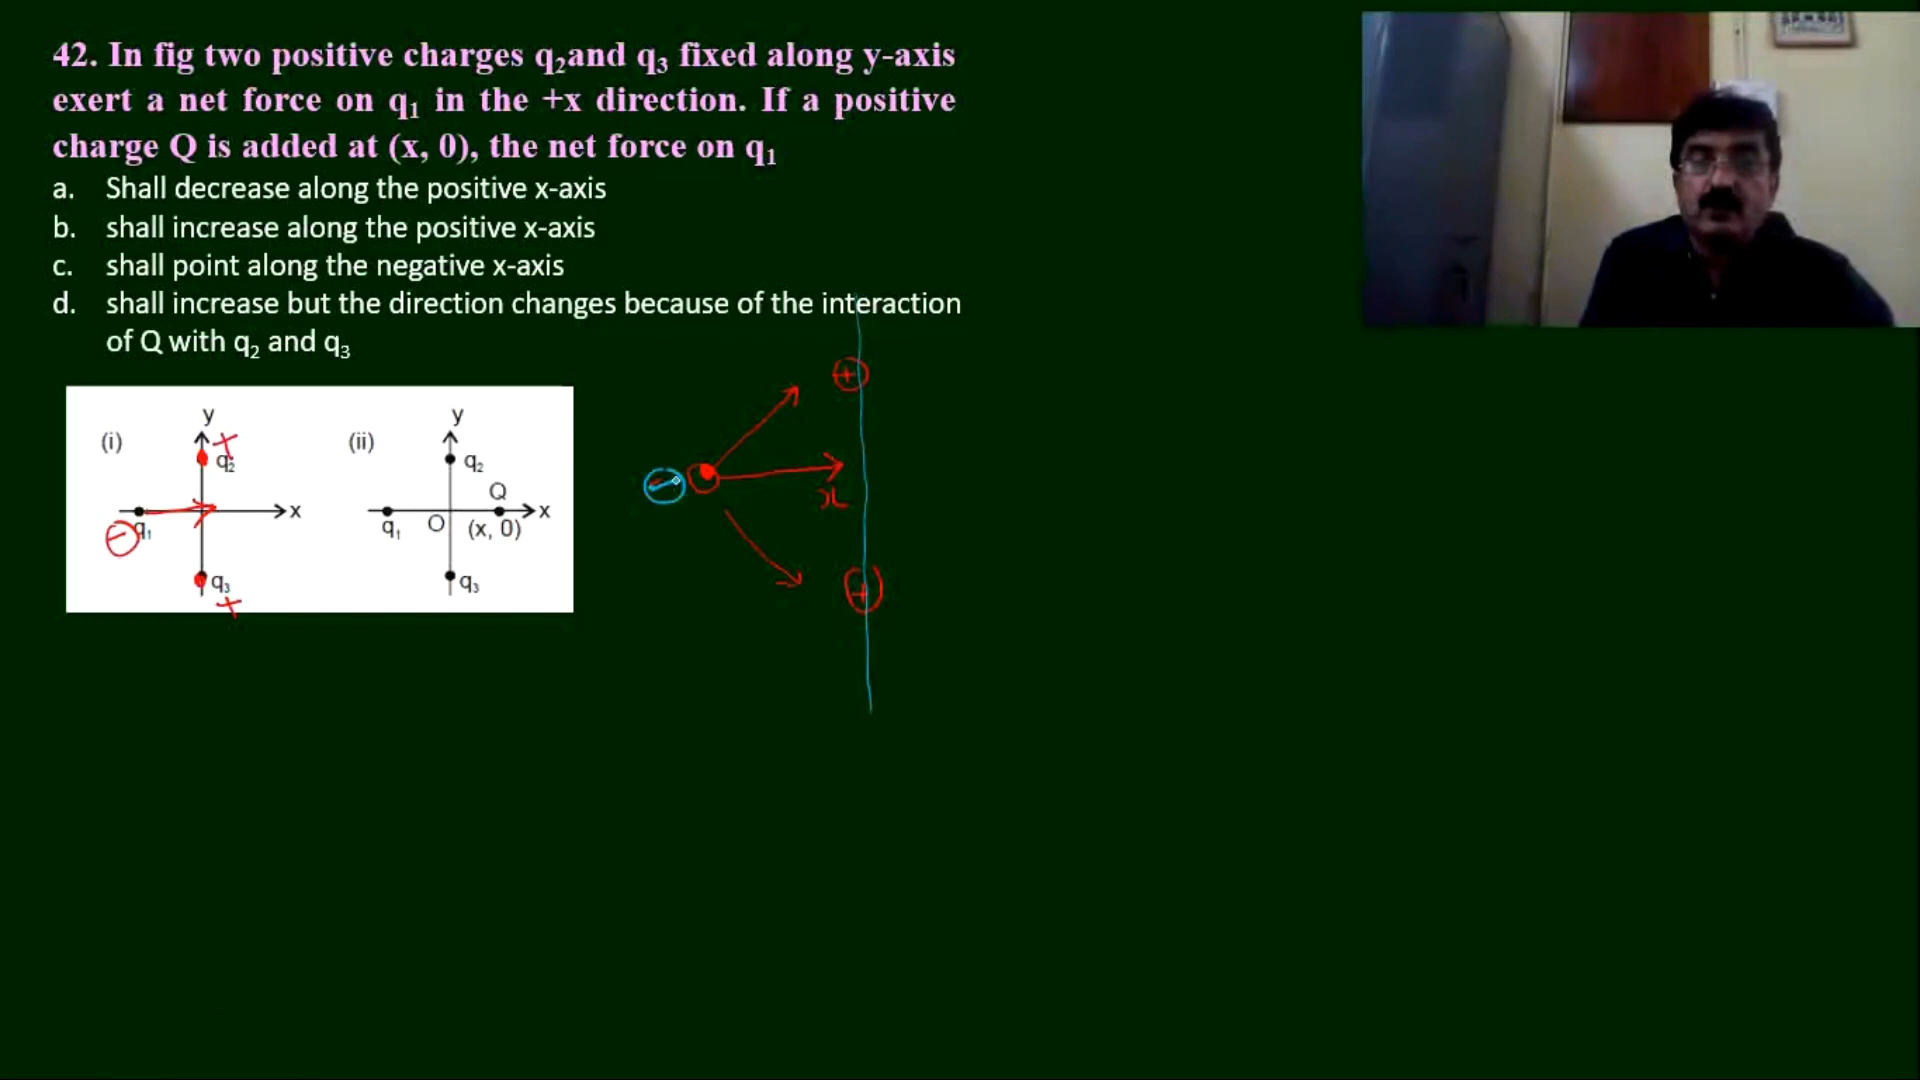 42. In fig two positive charges q₂and q₃ fixed along y-axis
exert a net force on q₁ in the +x direction. If a positive
charge Q is added at (x, 0), the net force on q₁
a. Shall decrease along the positive x-axis
b. shall increase along the positive x-axis
c. shall point along the negative x-axis
d. shall increase but the direction changes because of the interaction
of Q with q₂ and q₃
(i) y + q₂ x − q₁ q₃ +
(ii) y q₂ Q x q₁ O (x, 0) q₃
+
− x
+